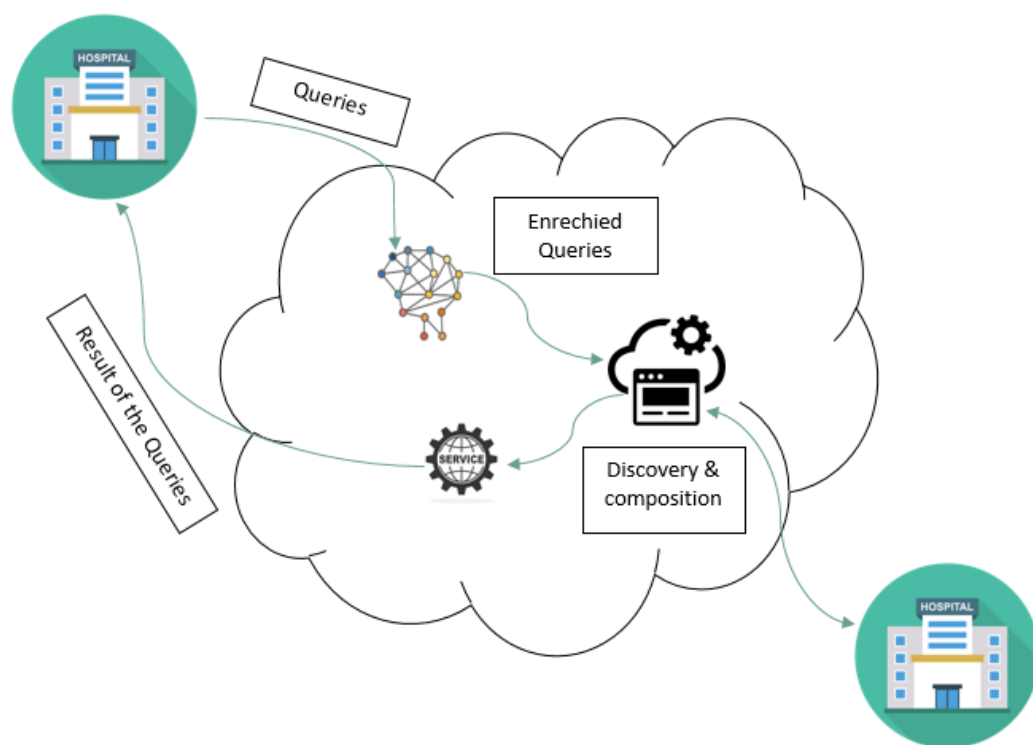 HOSPITAL
Queries
Enrechied
Queries
Result of the Queries
SERVICE
Discovery &
composition
HOSPITAL